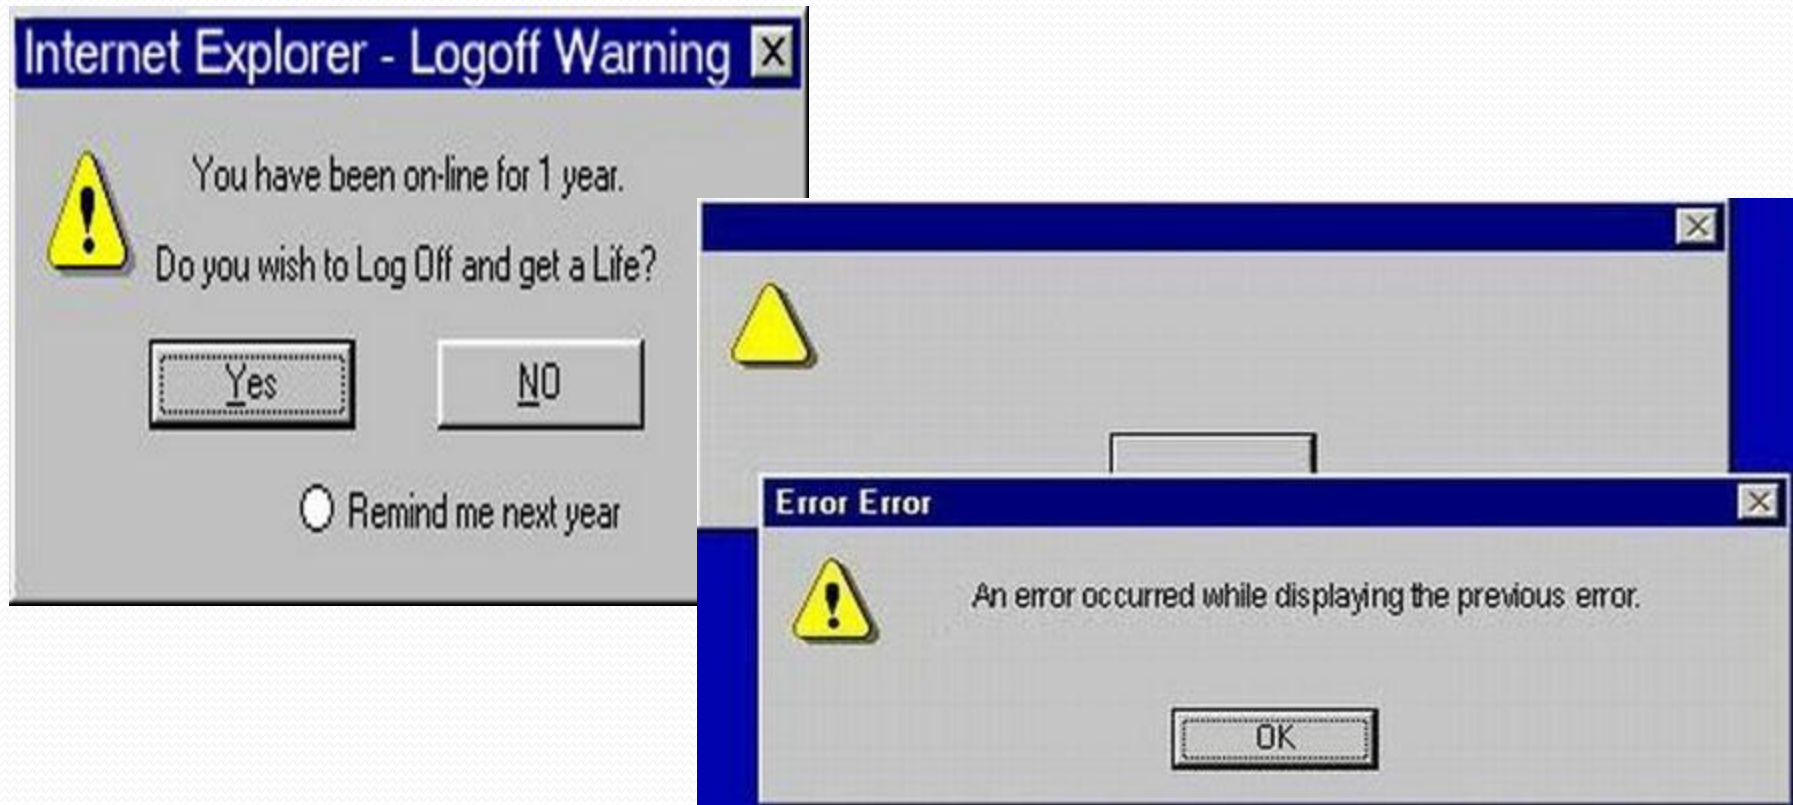 Internet Explorer - Logoff Warning
You have been on-line for 1 year.
Do you wish to Log Off and get a Life?
Yes
NO
Remind me next year
Error Error
An error occurred while displaying the previous error.
OK